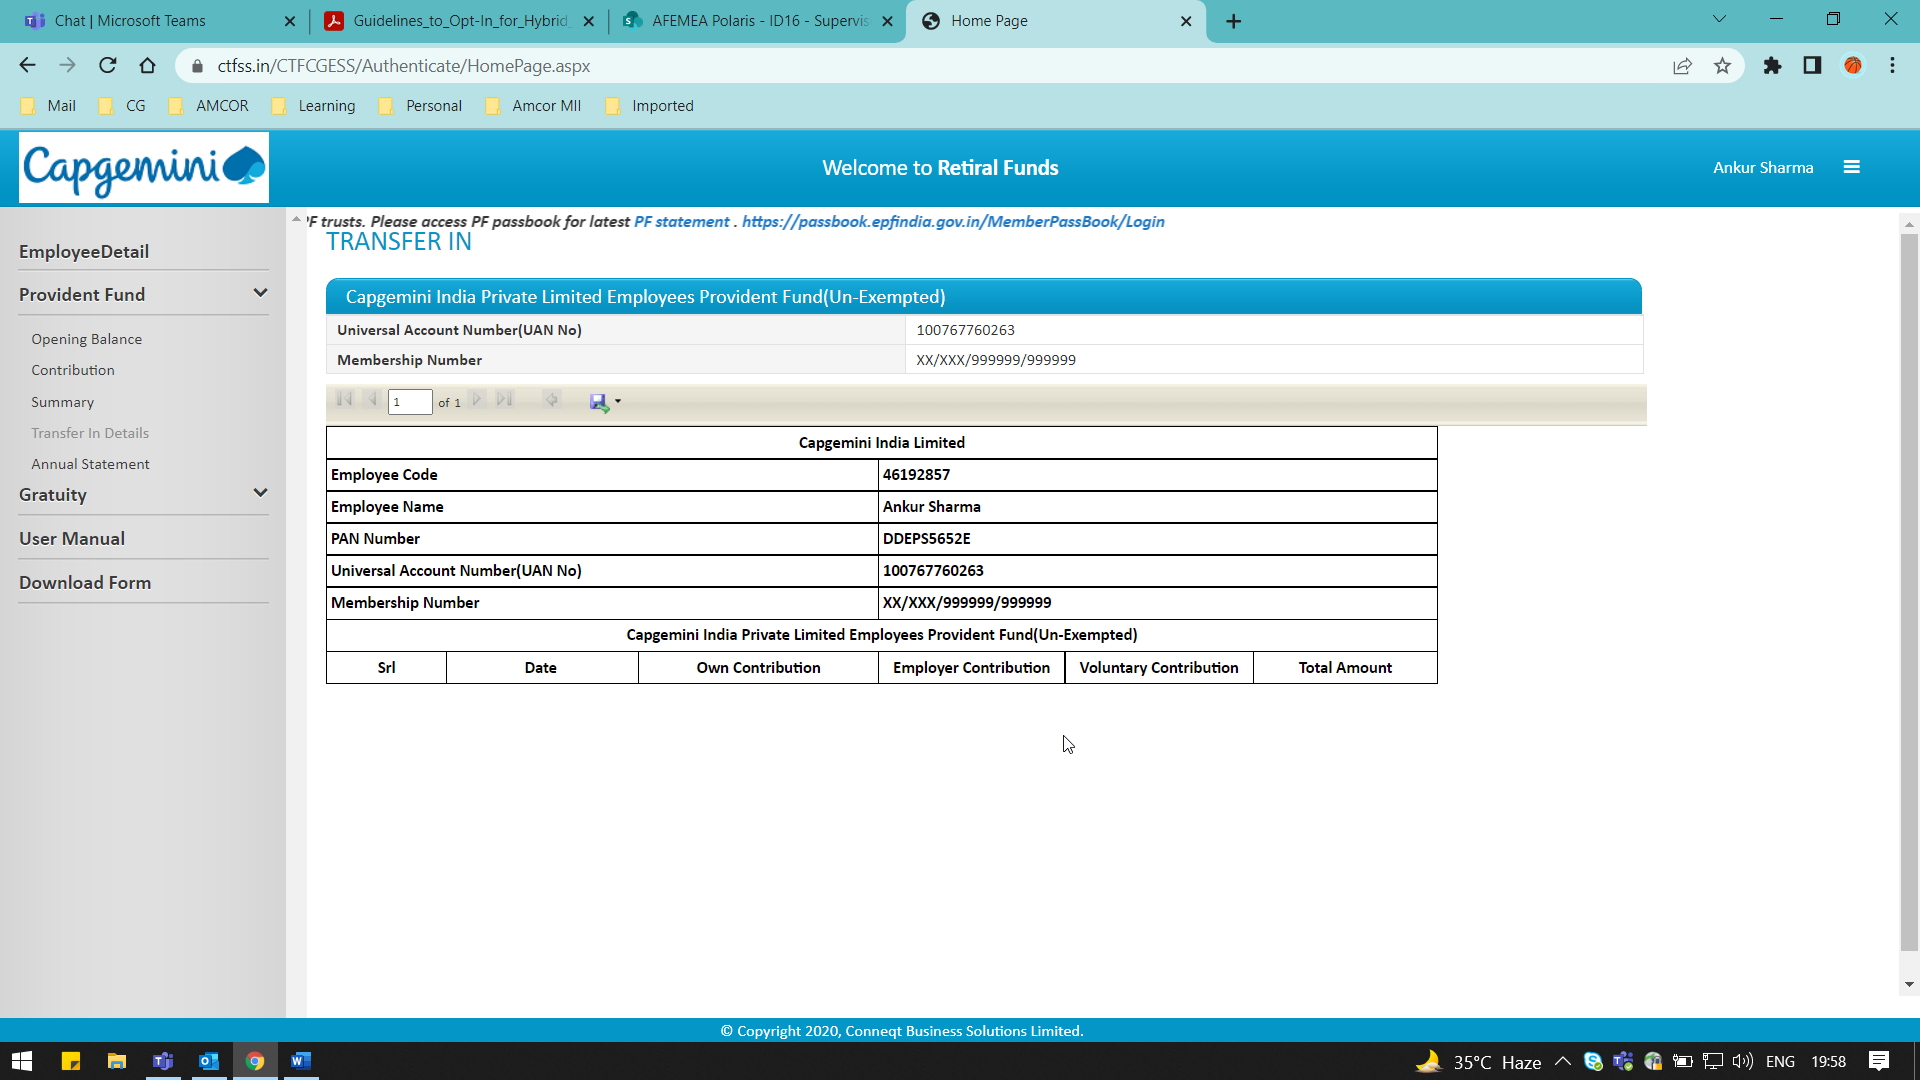 Chat | Microsoft Teams
Guidelines_to_Opt-In_for_Hybrid_
AFEMEA Polaris - ID16 - Supervis
Home Page
ctfss.in/CTFCGESS/Authenticate/HomePage.aspx
Mail CG AMCOR Learning Personal Amcor MII Imported
Capgemini
Welcome to Retiral Funds
Ankur Sharma
PF trusts. Please access PF passbook for latest PF statement . https://passbook.epfindia.gov.in/MemberPassBook/Login
EmployeeDetail
Provident Fund
Opening Balance
Contribution
Summary
Transfer In Details
Annual Statement
Gratuity
User Manual
Download Form
TRANSFER IN
Capgemini India Private Limited Employees Provident Fund(Un-Exempted)
Universal Account Number(UAN No) 100767760263
Membership Number XX/XXX/999999/999999
1 of 1
Capgemini India Limited
Employee Code 46192857
Employee Name Ankur Sharma
PAN Number DDEPS5652E
Universal Account Number(UAN No) 100767760263
Membership Number XX/XXX/999999/999999
Capgemini India Private Limited Employees Provident Fund(Un-Exempted)
Srl Date Own Contribution Employer Contribution Voluntary Contribution Total Amount
© Copyright 2020, Conneqt Business Solutions Limited.
35°C Haze ENG 19:58